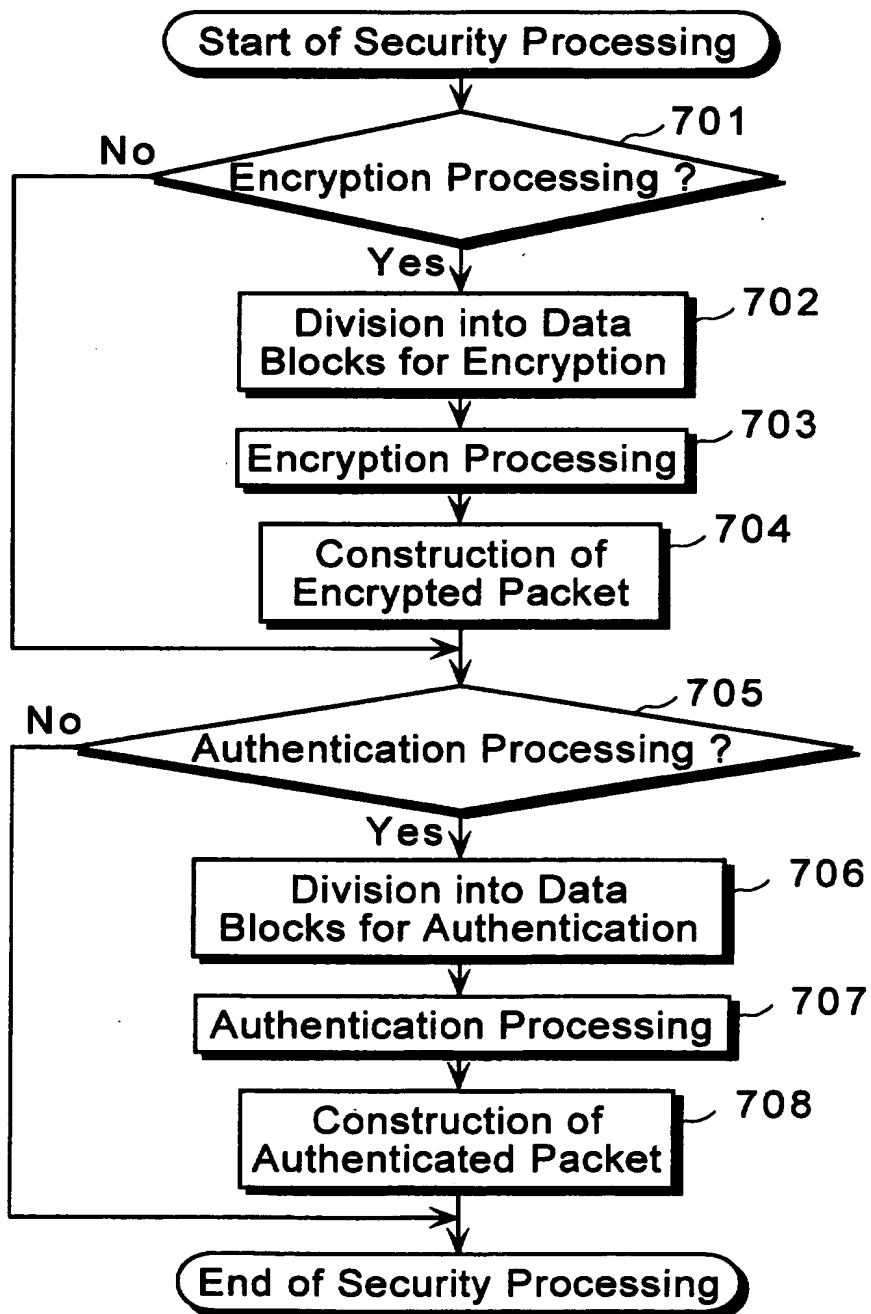 Start of Security Processing
701
No
Encryption Processing ?
Yes
702
Division into Data
Blocks for Encryption
703
Encryption Processing
704
Construction of
Encrypted Packet
705
No
Authentication Processing ?
Yes
706
Division into Data
Blocks for Authentication
707
Authentication Processing
708
Construction of
Authenticated Packet
End of Security Processing